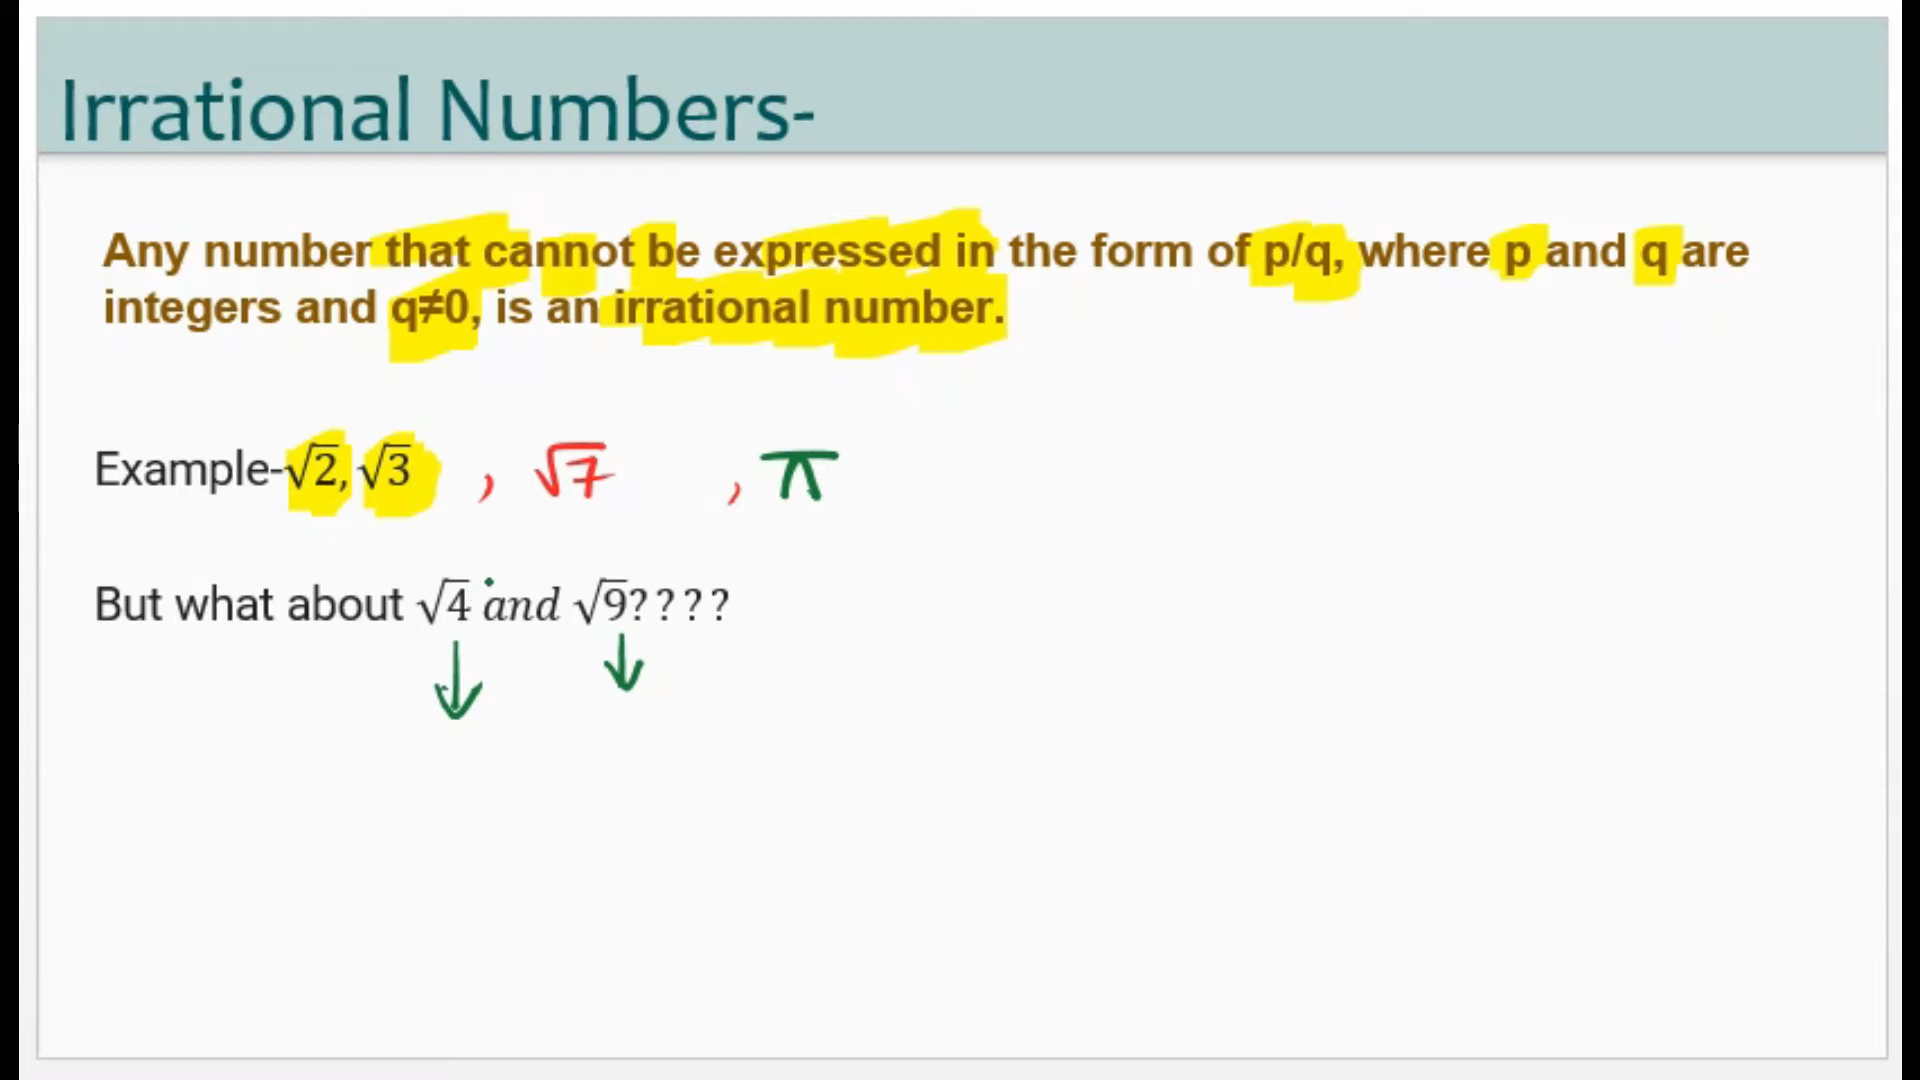 Irrational Numbers-
Any number that cannot be expressed in the form of p/q, where p and q are
integers and q≠0, is an irrational number.
Example-√2, √3 , √7 , π
But what about √4 and √9????